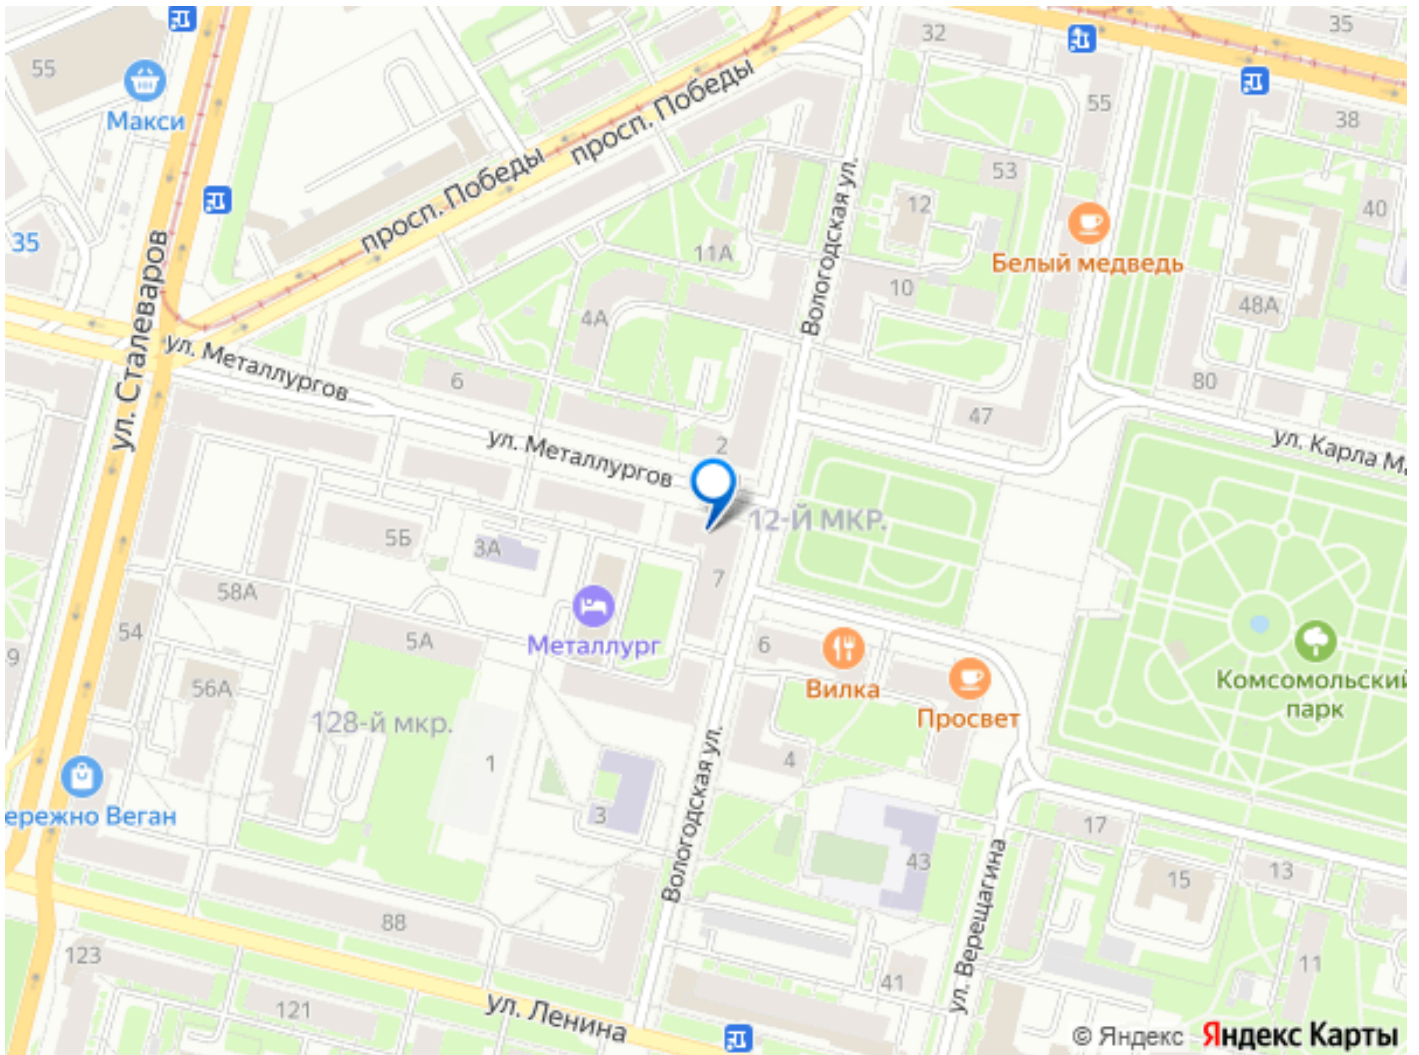 55
Макси
32
35
55
38
просп. Победы
просп. Победы
53
12
40
35
Белый медведь
Вологодская ул.
11А
10
48А
4А
ул. Сталеваров
ул. Металлургов
6
80
47
ул. Металлургов
2
ул. Карла Ма
12-Й МКР.
5Б
3А
7
58А
Металлург
54
5А
6
Вилка
9
56А
Просвет
Комсомольский
парк
128-й мкр.
1
4
Вологодская ул.
ережно Веган
3
17
43
13
15
ул. Верещагина
88
123
11
41
121
ул. Ленина
© Яндекс Яндекс Карты